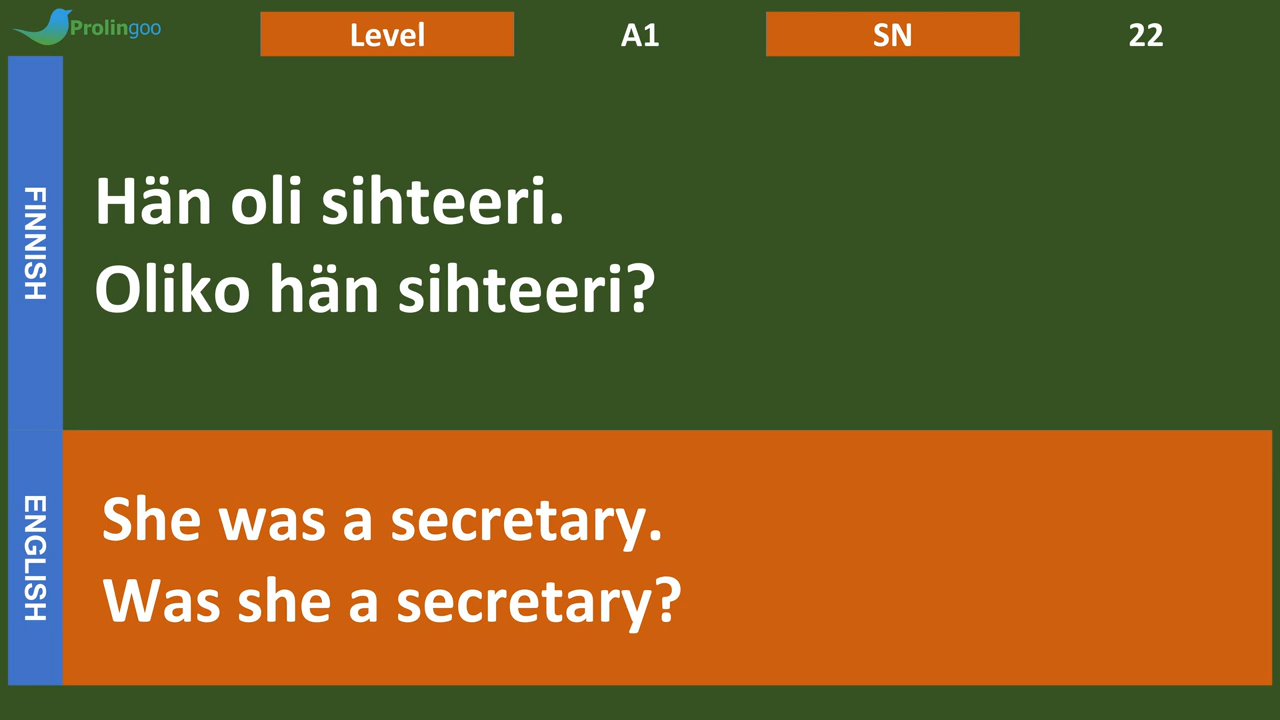 Prolingoo
Level A1 SN 22
FINNISH
Hän oli sihteeri.
Oliko hän sihteeri?
ENGLISH
She was a secretary.
Was she a secretary?